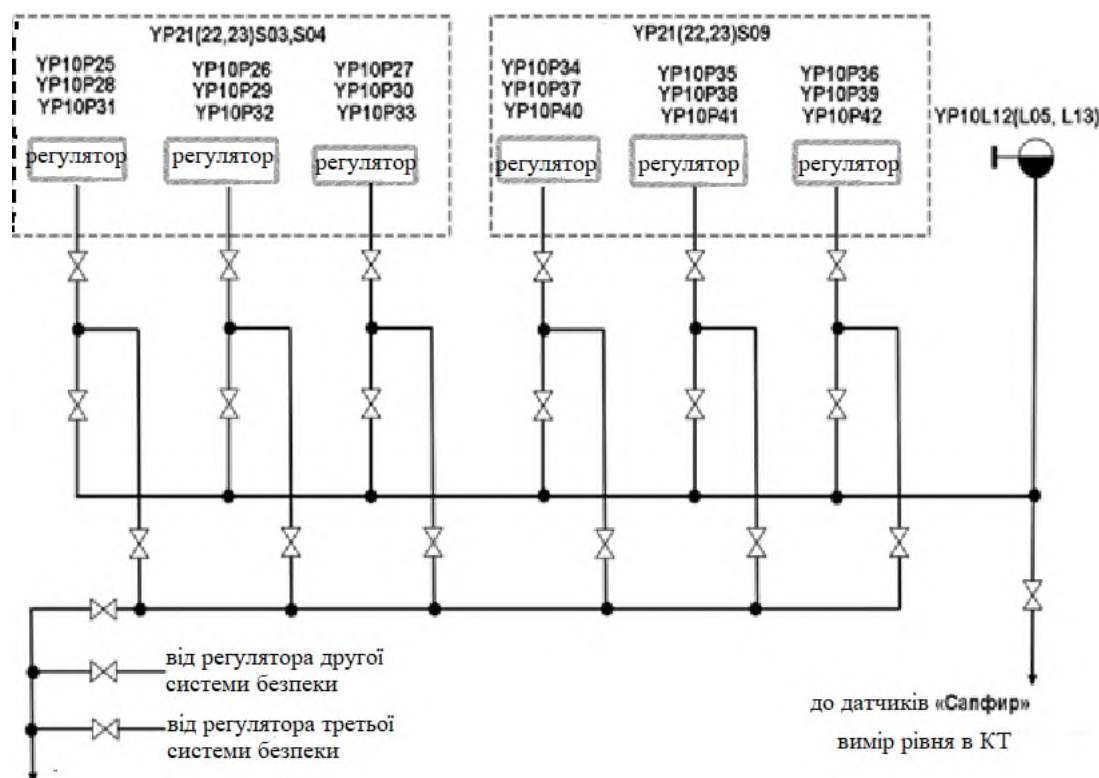 YP21(22,23)S03,S04
YP10P25
YP10P28
YP10P31
YP10P26
YP10P29
YP10P32
YP10P27
YP10P30
YP10P33
регулятор
регулятор
регулятор
YP21(22,23)S09
YP10P34
YP10P37
YP10P40
YP10P35
YP10P38
YP10P41
YP10P36
YP10P39
YP10P42
регулятор
регулятор
регулятор
YP10L12(L05, L13)
від регулятора другої
системи безпеки
від регулятора третьої
системи безпеки
до датчиків «Сапфир»
вимір рівня в КТ